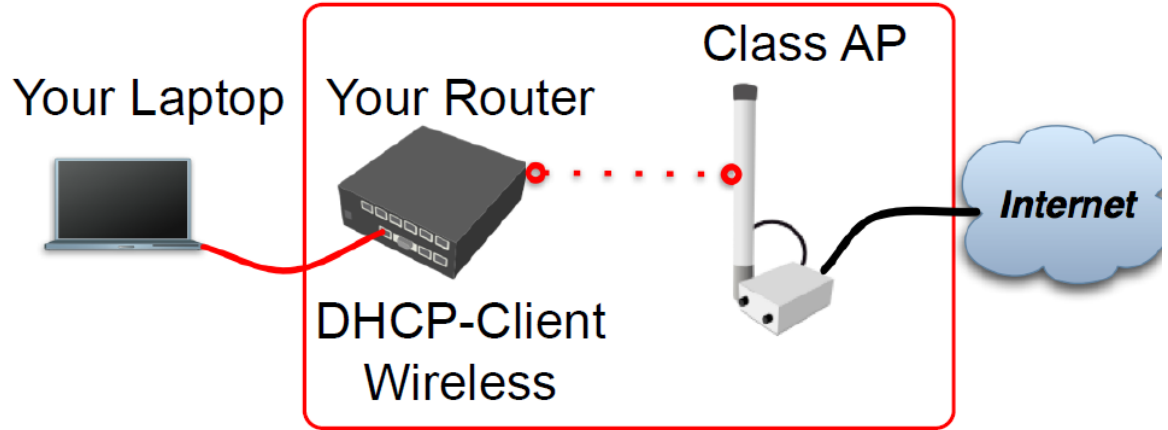 Class AP
Your Laptop
Your Router
Internet
DHCP-Client
Wireless